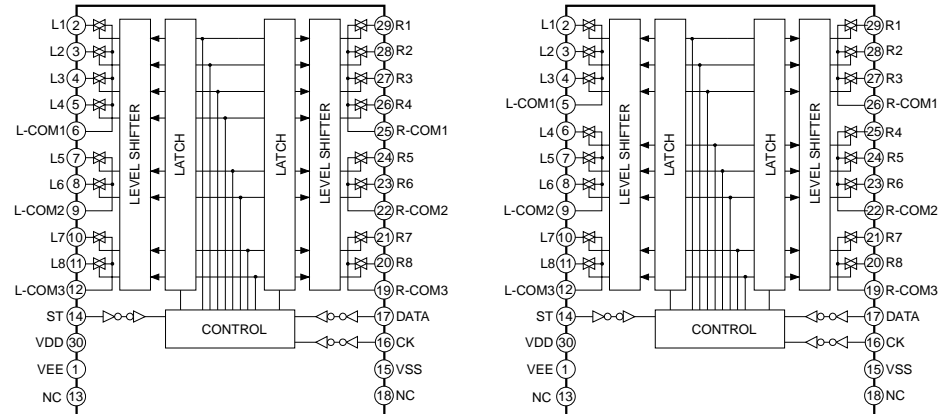 L1 2 29 R1
L2 3 28 R2
L3 4 27 R3
L4 5 26 R4
L-COM1 6 25 R-COM1
L5 7 24 R5
L6 8 23 R6
L-COM2 9 22 R-COM2
L7 10 21 R7
L8 11 20 R8
L-COM3 12 19 R-COM3
LEVEL SHIFTER
LATCH
LATCH
LEVEL SHIFTER
ST 14 CONTROL 17 DATA
VDD 30 16 CK
VEE 1 15 VSS
NC 13 18 NC
L1 2 29 R1
L2 3 28 R2
L3 4 27 R3
L-COM1 5 26 R-COM1
L4 6 25 R4
L5 7 24 R5
L6 8 23 R6
L-COM2 9 22 R-COM2
L7 10 21 R7
L8 11 20 R8
L-COM3 12 19 R-COM3
LEVEL SHIFTER
LATCH
LATCH
LEVEL SHIFTER
ST 14 CONTROL 17 DATA
VDD 30 16 CK
VEE 1 15 VSS
NC 13 18 NC